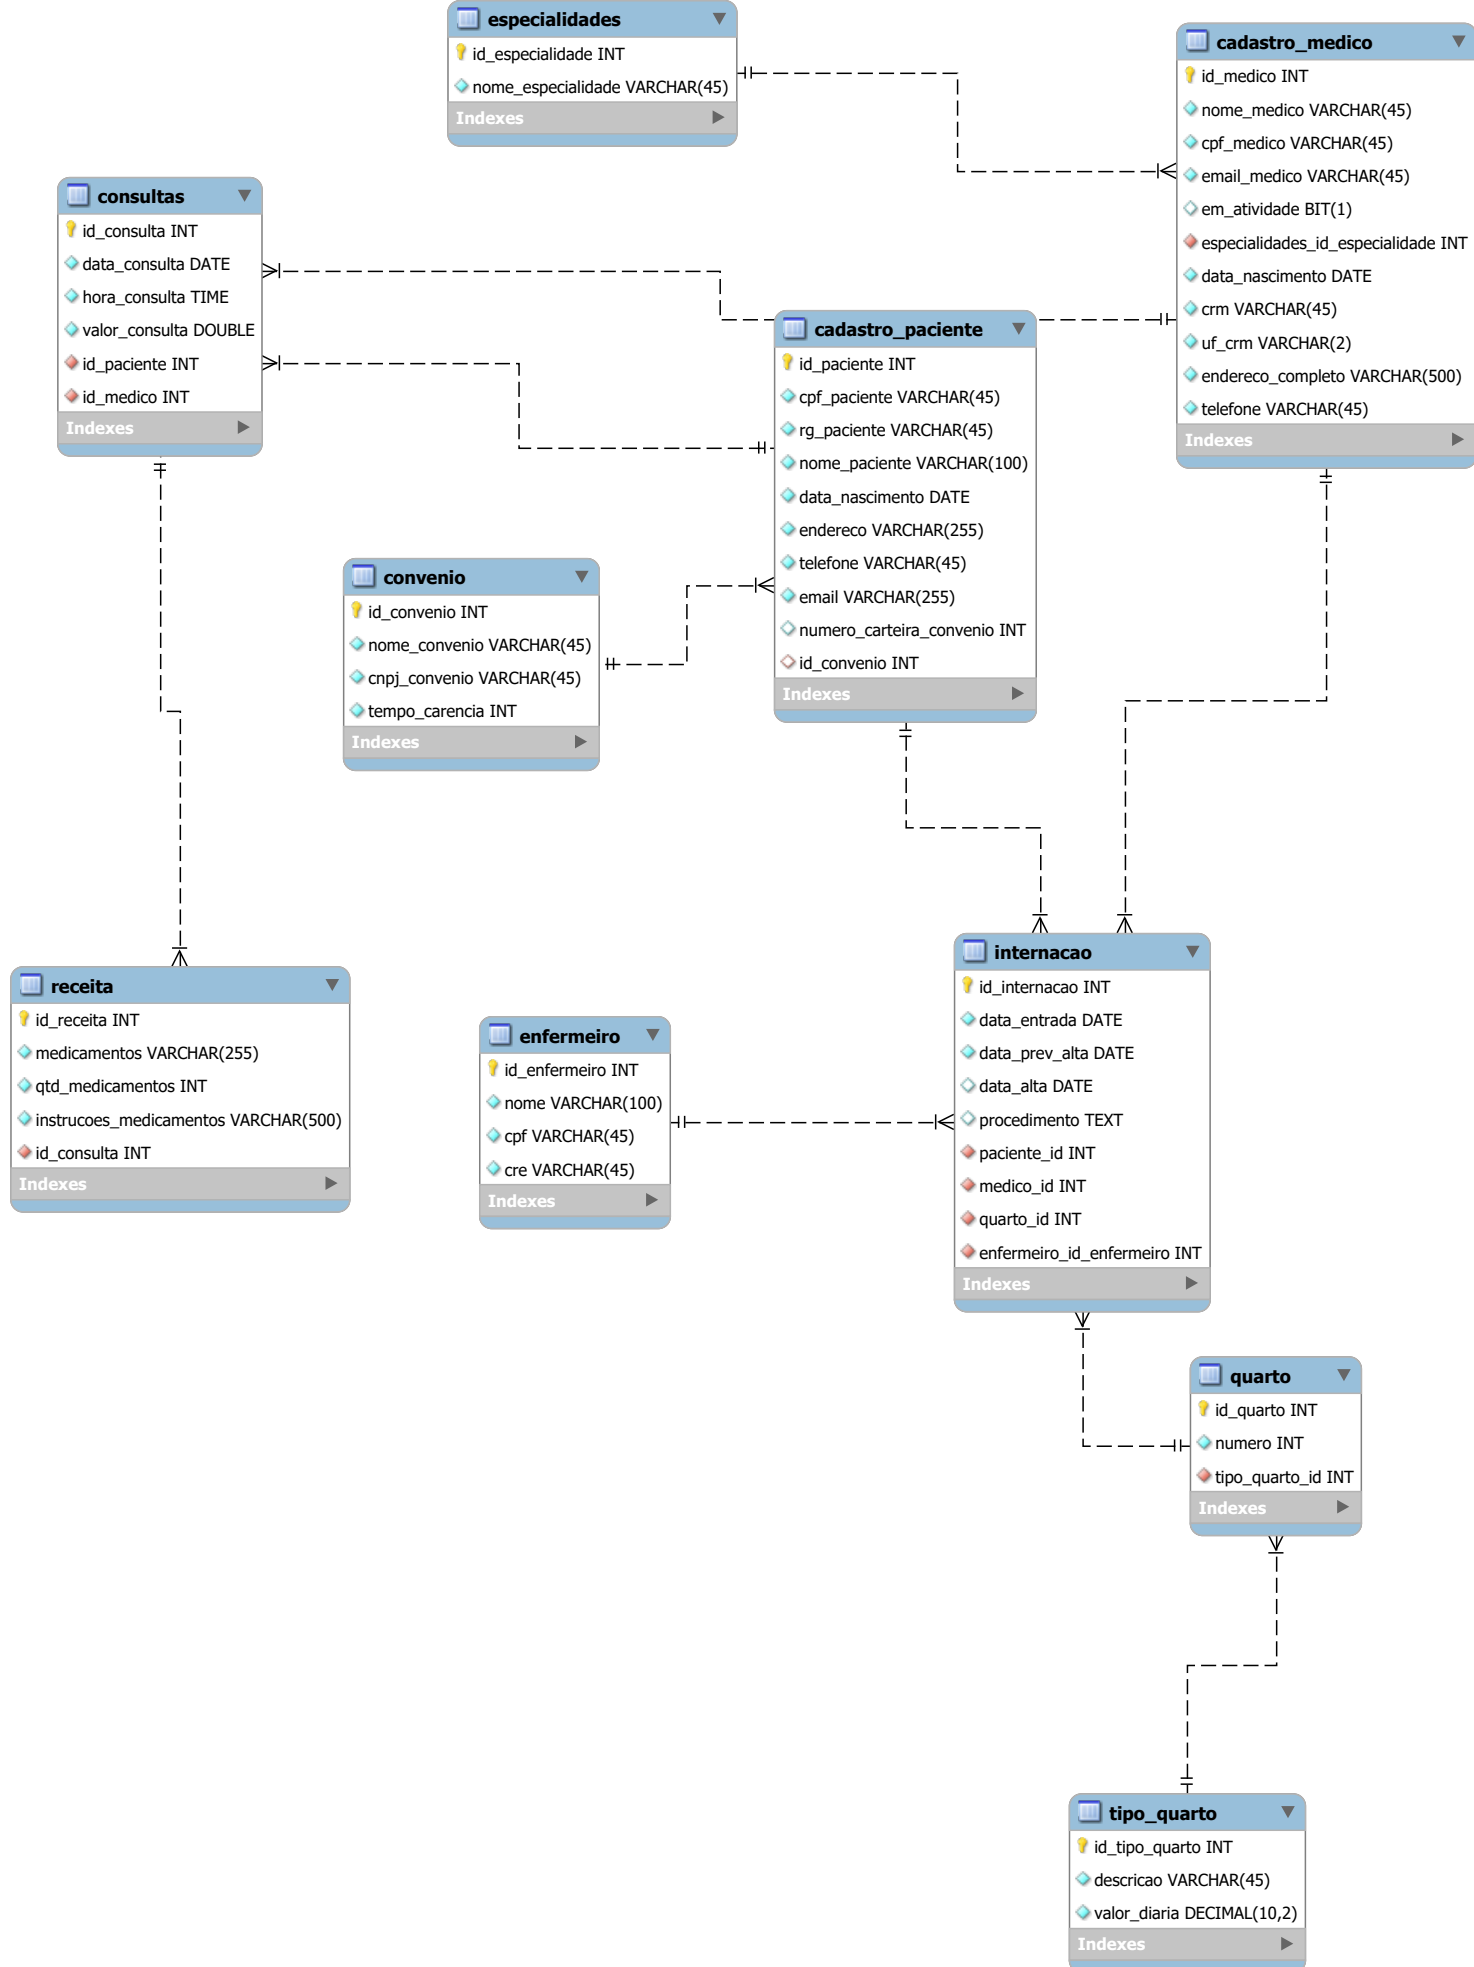 especialidades
id_especialidade INT
nome_especialidade VARCHAR(45)
Indexes
cadastro_medico
id_medico INT
nome_medico VARCHAR(45)
cpf_medico VARCHAR(45)
email_medico VARCHAR(45)
em_atividade BIT(1)
especialidades_id_especialidade INT
data_nascimento DATE
crm VARCHAR(45)
uf_crm VARCHAR(2)
endereco_completo VARCHAR(500)
telefone VARCHAR(45)
Indexes
consultas
id_consulta INT
data_consulta DATE
hora_consulta TIME
valor_consulta DOUBLE
id_paciente INT
id_medico INT
Indexes
cadastro_paciente
id_paciente INT
cpf_paciente VARCHAR(45)
rg_paciente VARCHAR(45)
nome_paciente VARCHAR(100)
data_nascimento DATE
endereco VARCHAR(255)
telefone VARCHAR(45)
email VARCHAR(255)
numero_carteira_convenio INT
id_convenio INT
Indexes
convenio
id_convenio INT
nome_convenio VARCHAR(45)
cnpj_convenio VARCHAR(45)
tempo_carencia INT
Indexes
receita
id_receita INT
medicamentos VARCHAR(255)
qtd_medicamentos INT
instrucoes_medicamentos VARCHAR(500)
id_consulta INT
Indexes
enfermeiro
id_enfermeiro INT
nome VARCHAR(100)
cpf VARCHAR(45)
cre VARCHAR(45)
Indexes
internacao
id_internacao INT
data_entrada DATE
data_prev_alta DATE
data_alta DATE
procedimento TEXT
paciente_id INT
medico_id INT
quarto_id INT
enfermeiro_id_enfermeiro INT
Indexes
quarto
id_quarto INT
numero INT
tipo_quarto_id INT
Indexes
tipo_quarto
id_tipo_quarto INT
descricao VARCHAR(45)
valor_diaria DECIMAL(10,2)
Indexes